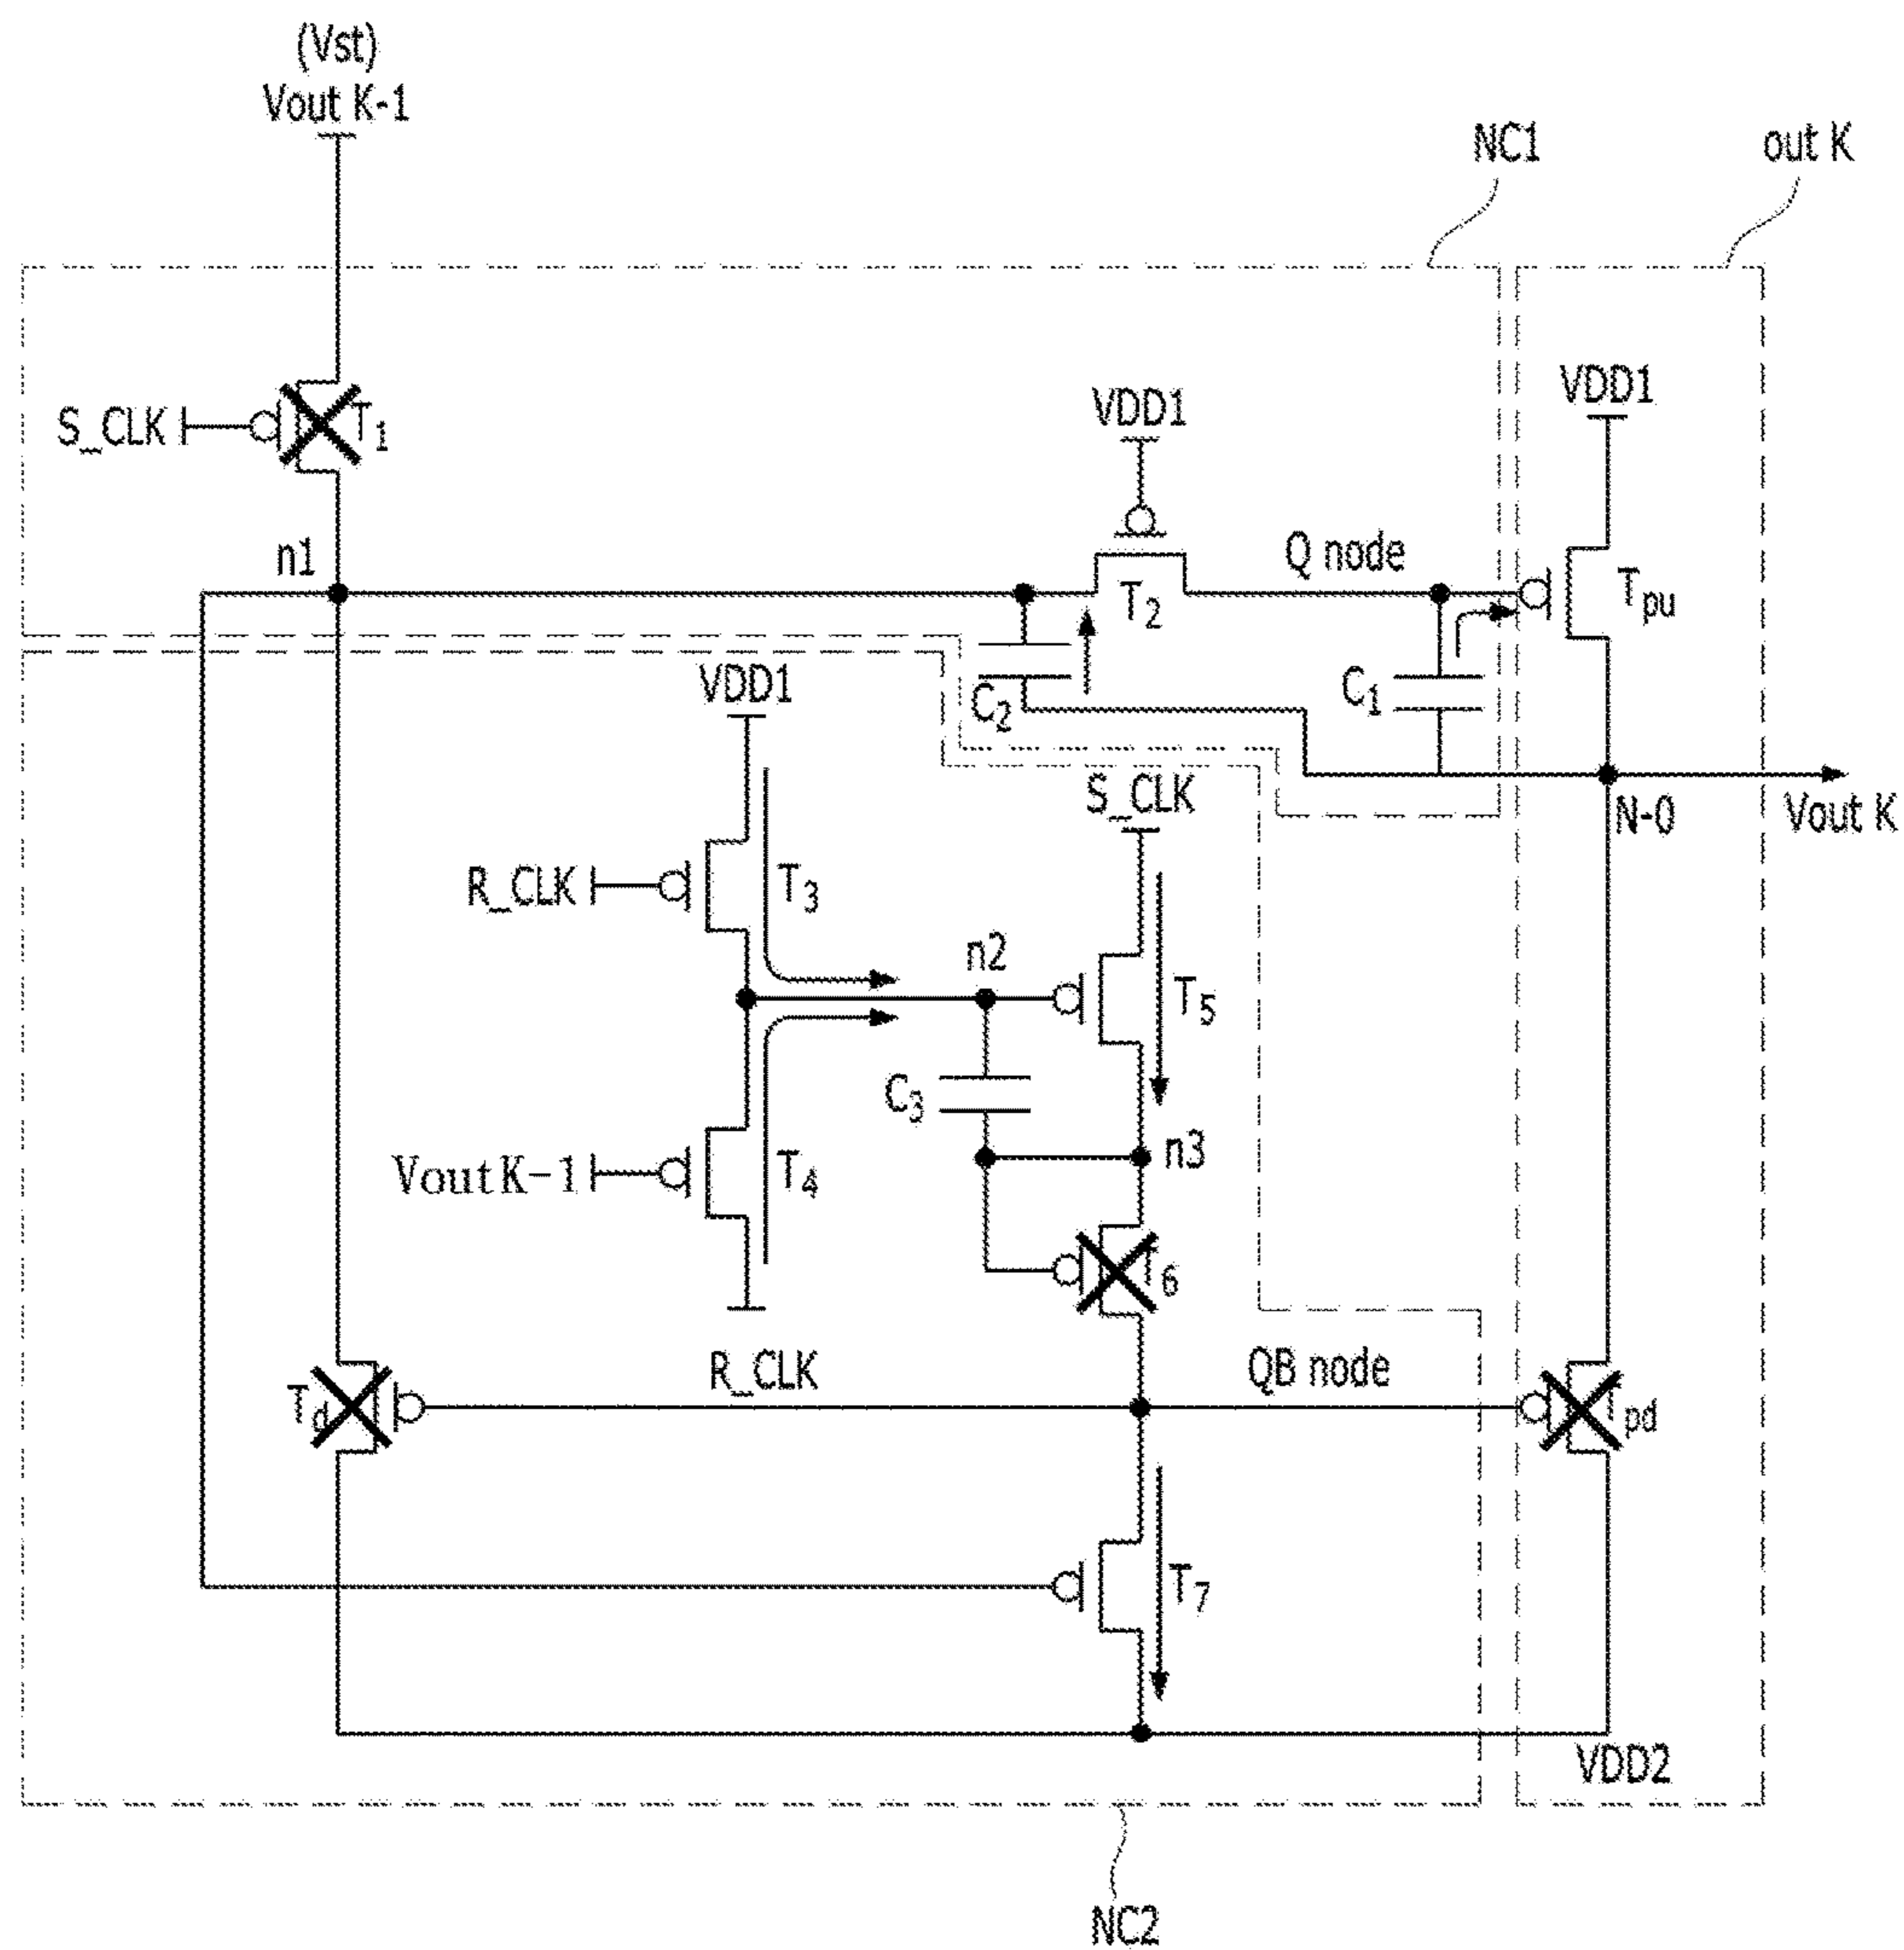 (Vst)
Vout K-1
NC1
out K
VDD1
VDD1
S_CLK
T1
n1
Q node
T2
Tpu
C2
C1
VDD1
S_CLK
N-0
Vout K
R_CLK
T3
n2
T5
C3
n3
VoutK-1
T4
T6
R_CLK
QB node
Td
Tpd
T7
VDD2
NC2